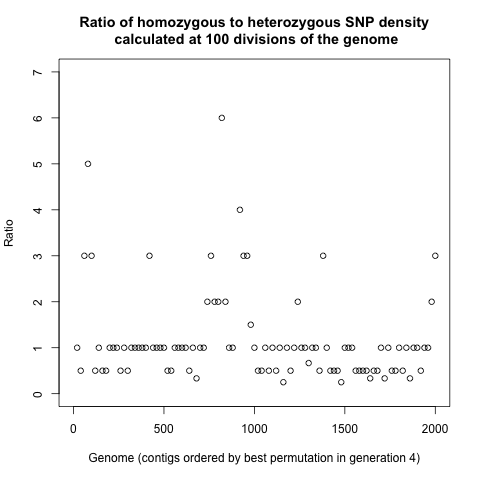 Ratio of homozygous to heterozygous SNP density
calculated at 100 divisions of the genome
Ratio
7
6
5
4
3
2
1
0
0 500 1000 1500 2000
Genome (contigs ordered by best permutation in generation 4)